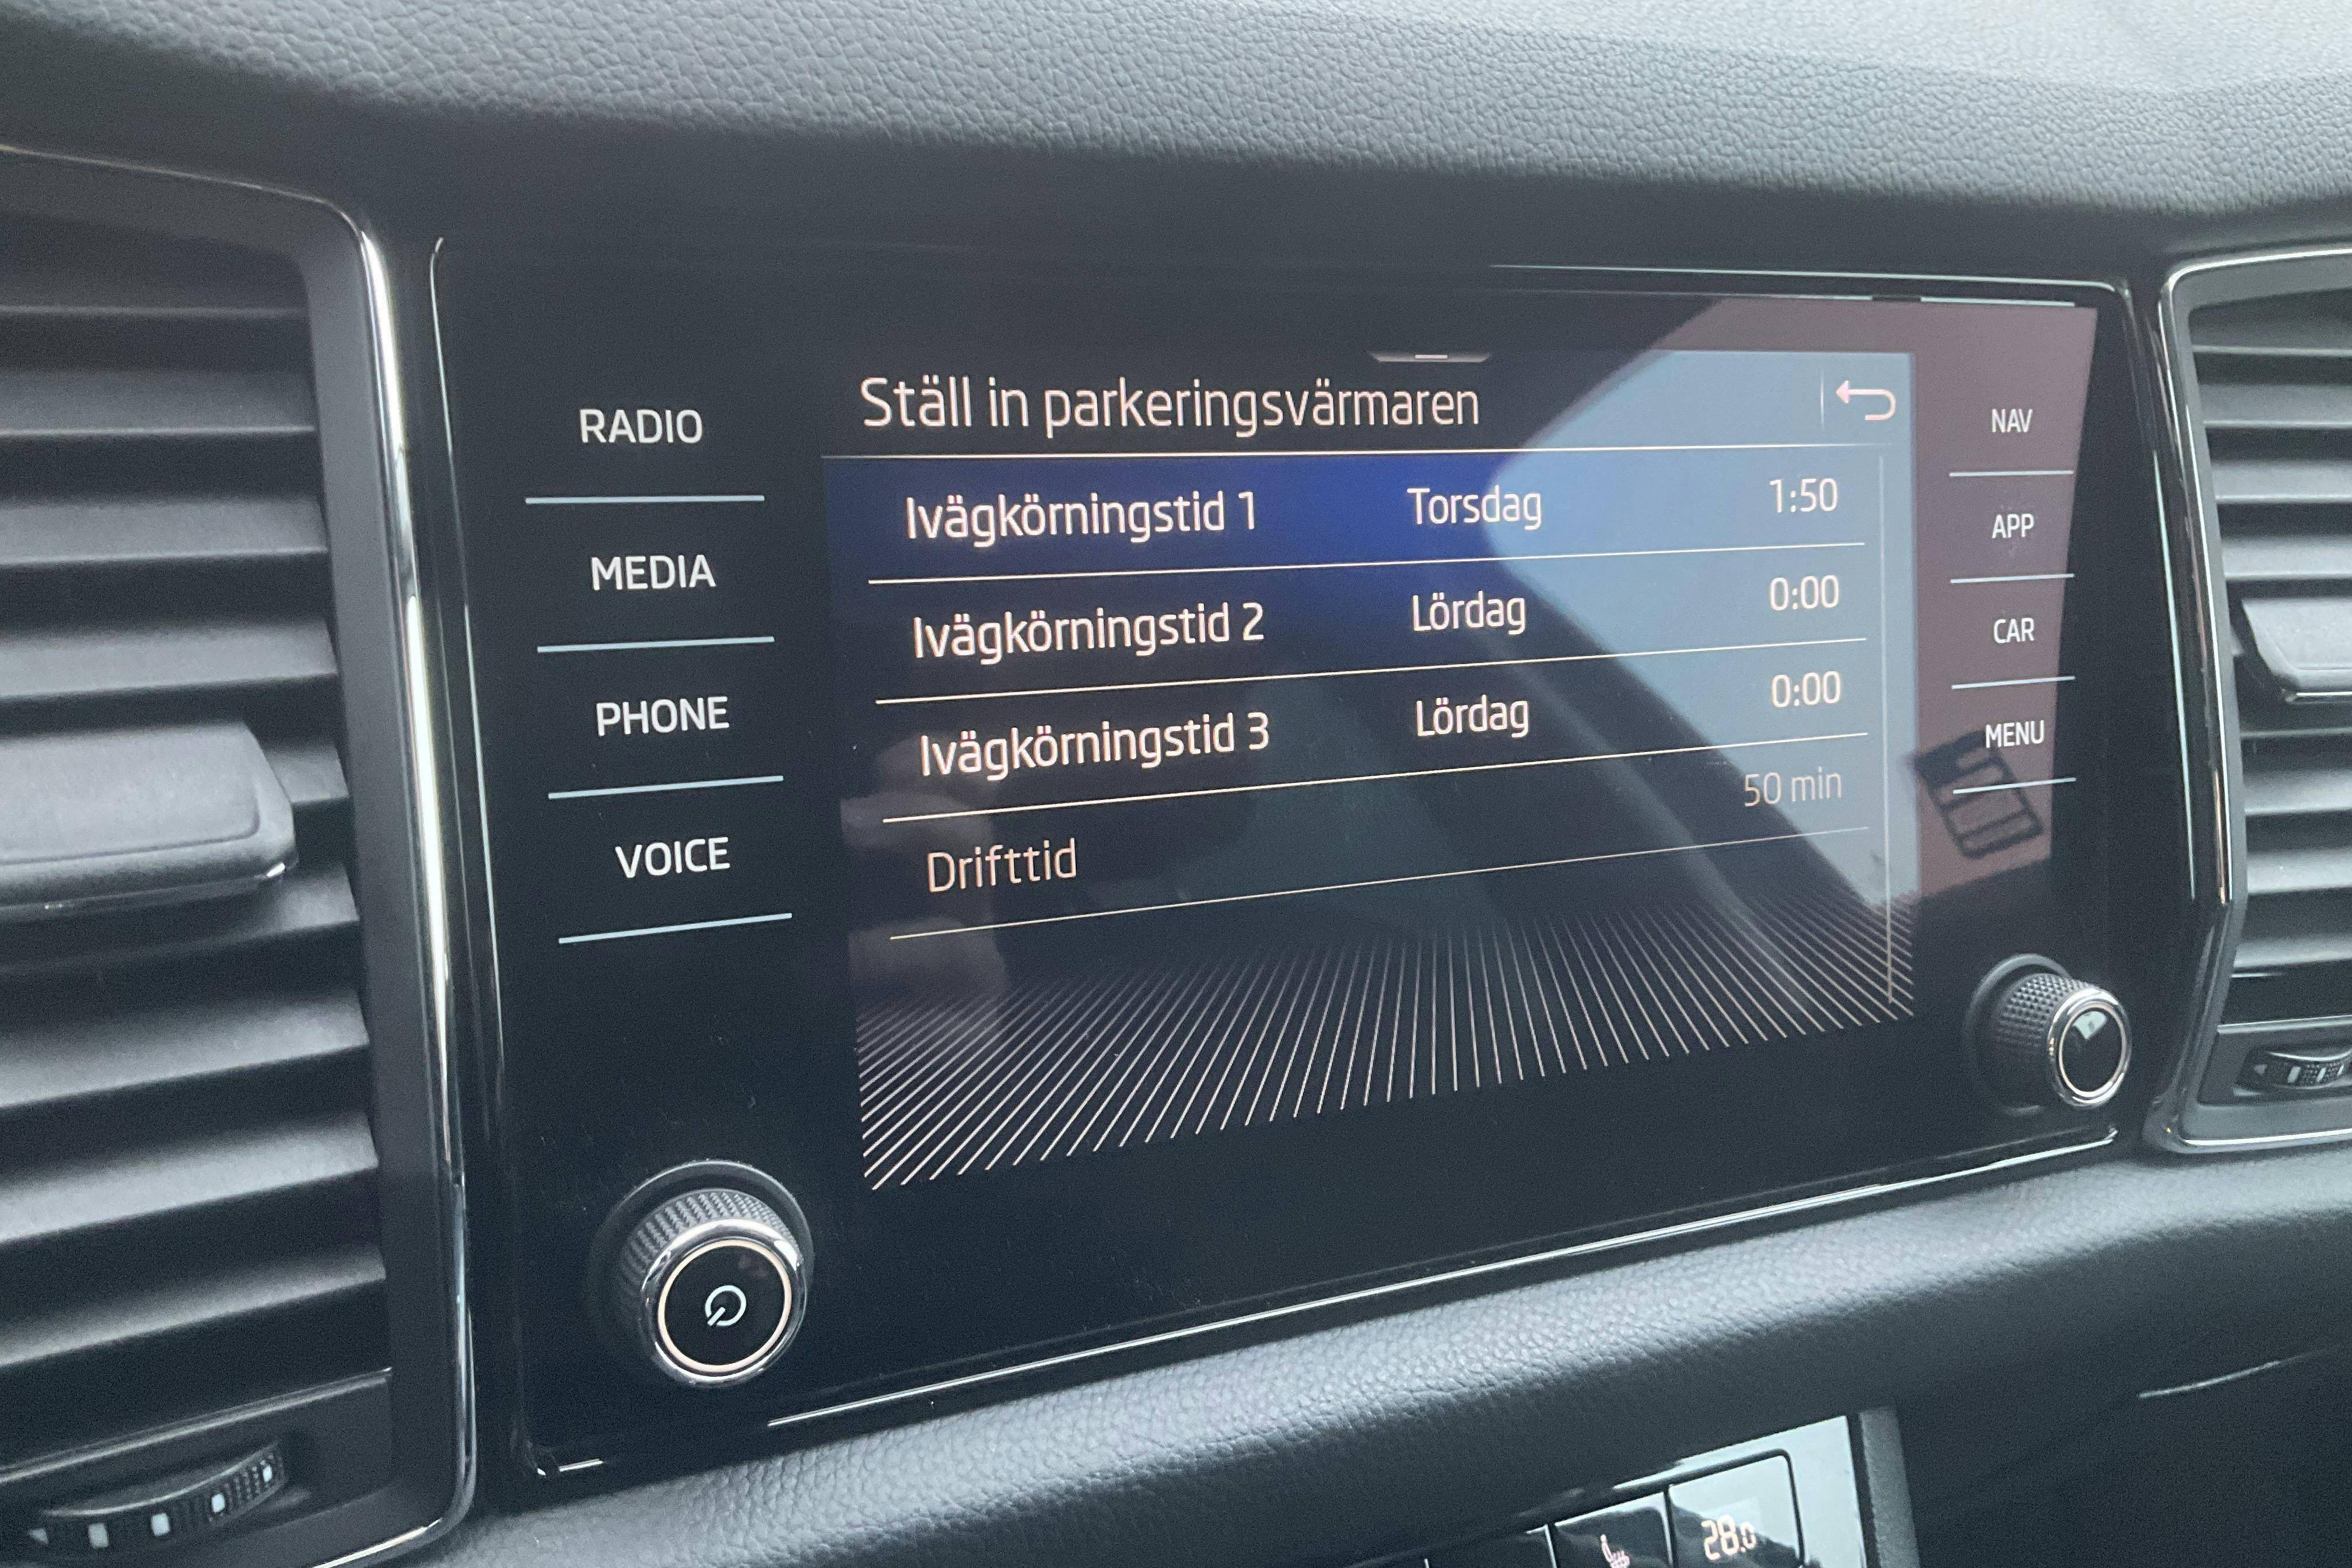 Ställ in parkeringsvärmaren
RADIO
MEDIA
PHONE
VOICE
Ivägkörningstid 1 Torsdag 1:50
Ivägkörningstid 2 Lördag 0:00
Ivägkörningstid 3 Lördag 0:00
Drifttid 50 min
NAV
APP
CAR
MENU
28.0